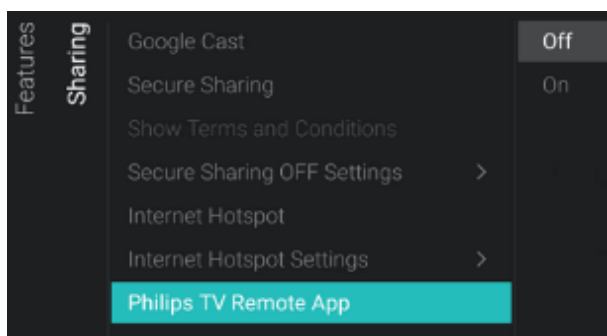 Features
Sharing
Google Cast
Secure Sharing
Show Terms and Conditions
Secure Sharing OFF Settings >
Internet Hotspot
Internet Hotspot Settings >
Philips TV Remote App
Off
On